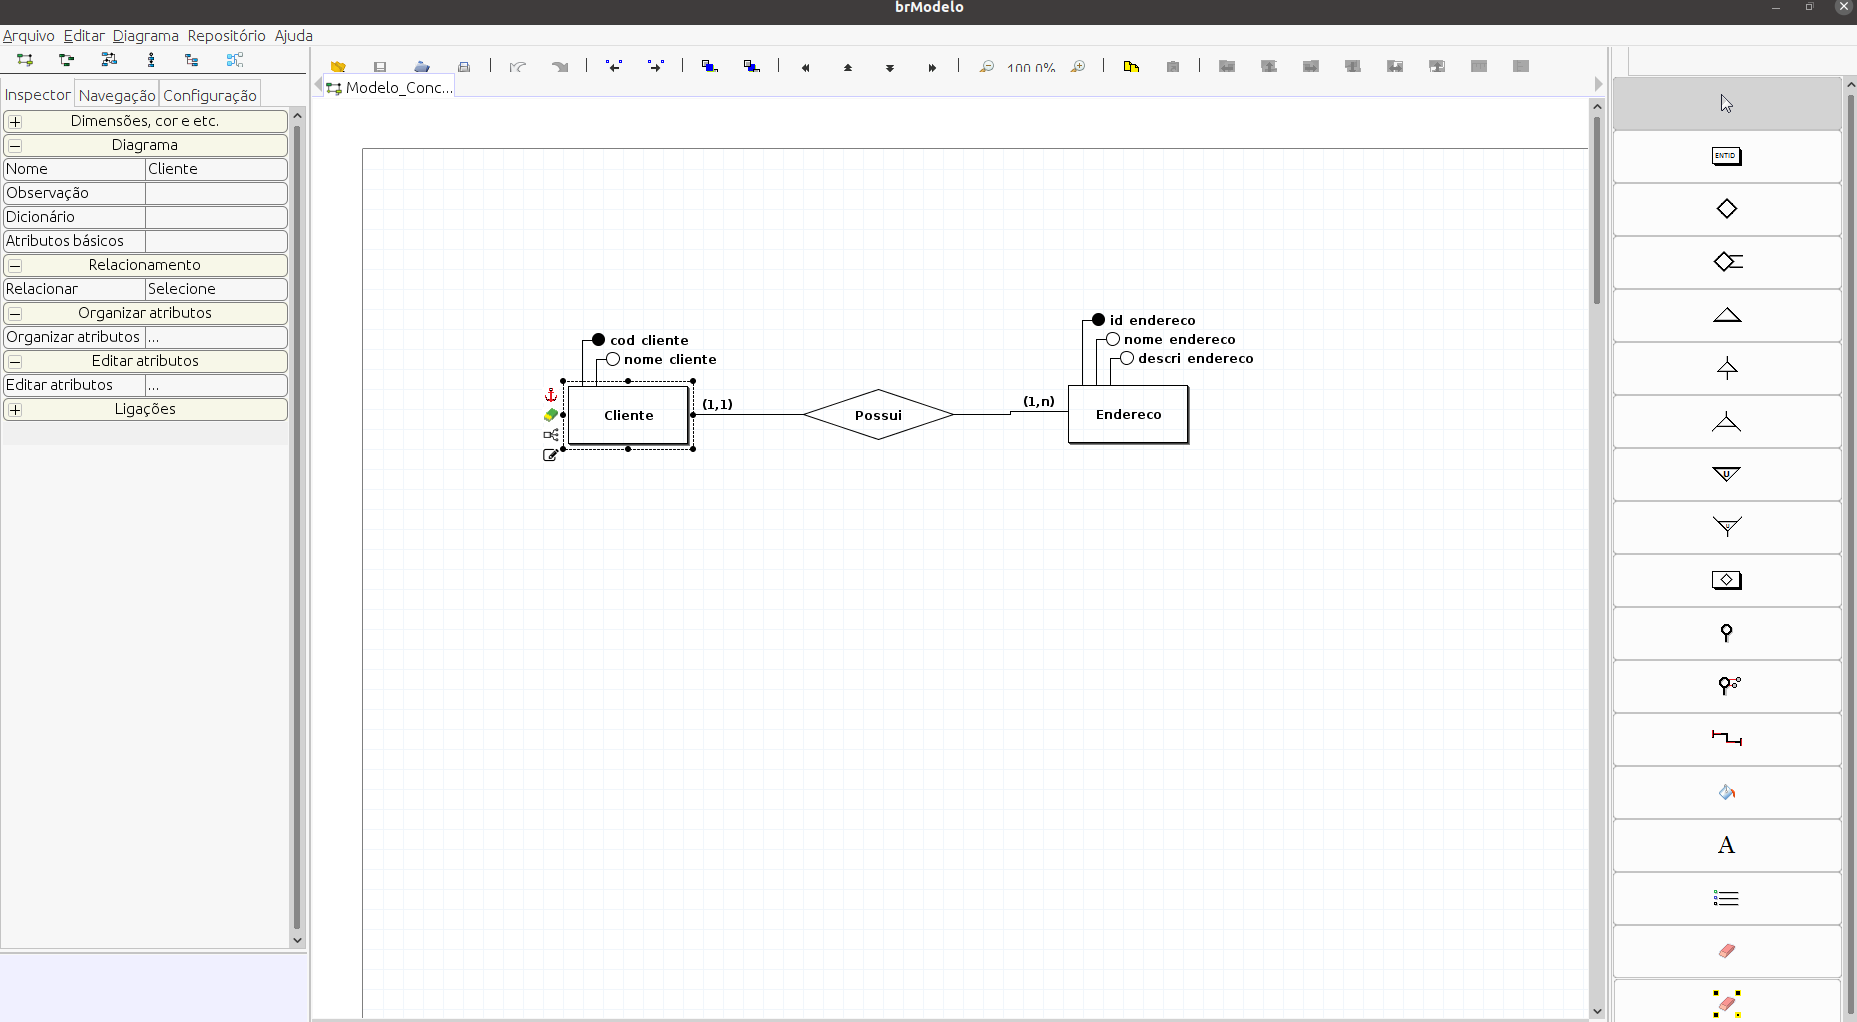 brModelo
Arquivo Editar Diagrama Repositório Ajuda
100.0%
Inspector Navegação Configuração
Modelo_Conc...
Dimensões, cor e etc.
Diagrama
Nome Cliente
Observação
Dicionário
Atributos básicos
Relacionamento
Relacionar Selecione
Organizar atributos
Organizar atributos ...
Editar atributos
Editar atributos ...
Ligações
cod cliente
nome cliente
Cliente
(1,1)
Possui
(1,n)
id endereco
nome endereco
descri endereco
Endereco
ENTID
U
A